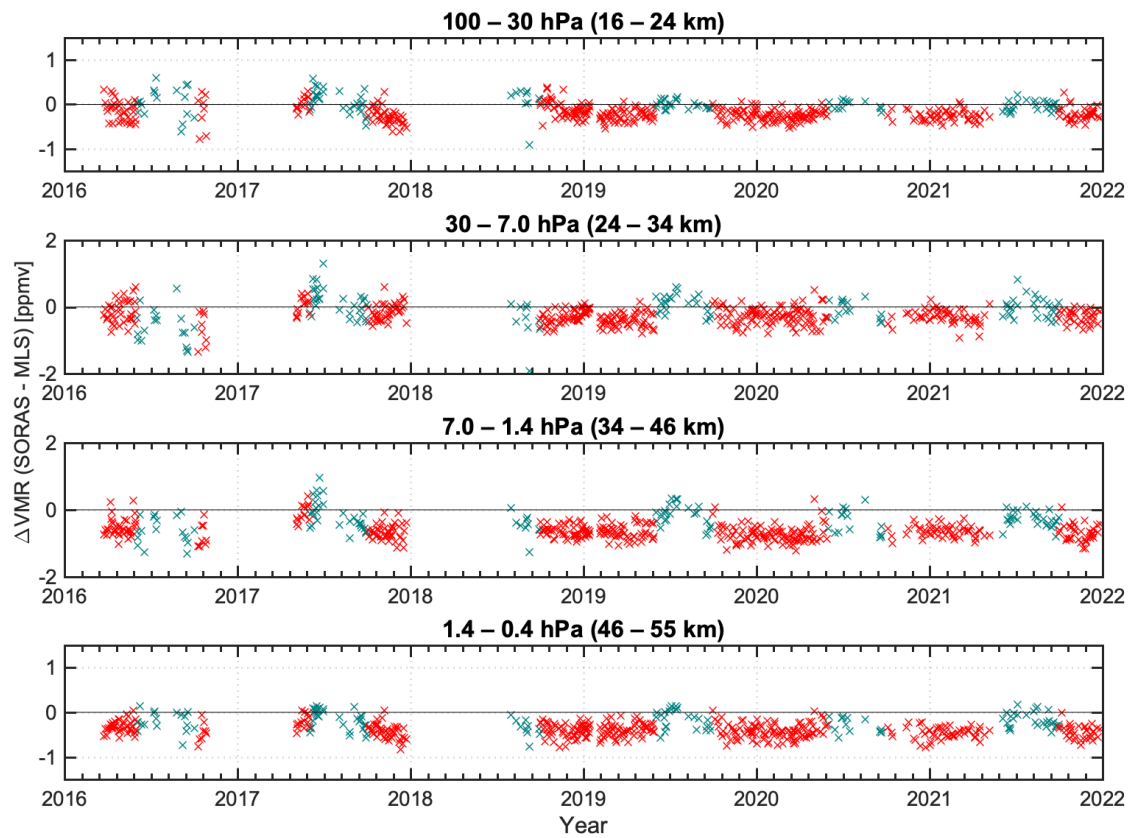 100 – 30 hPa (16 – 24 km)
1
0
-1
2016 2017 2018 2019 2020 2021 2022
30 – 7.0 hPa (24 – 34 km)
2
0
-2
2016 2017 2018 2019 2020 2021 2022
ΔVMR (SORAS - MLS) [ppmv]
7.0 – 1.4 hPa (34 – 46 km)
2
0
-2
2016 2017 2018 2019 2020 2021 2022
1.4 – 0.4 hPa (46 – 55 km)
1
0
-1
2016 2017 2018 2019 2020 2021 2022
Year